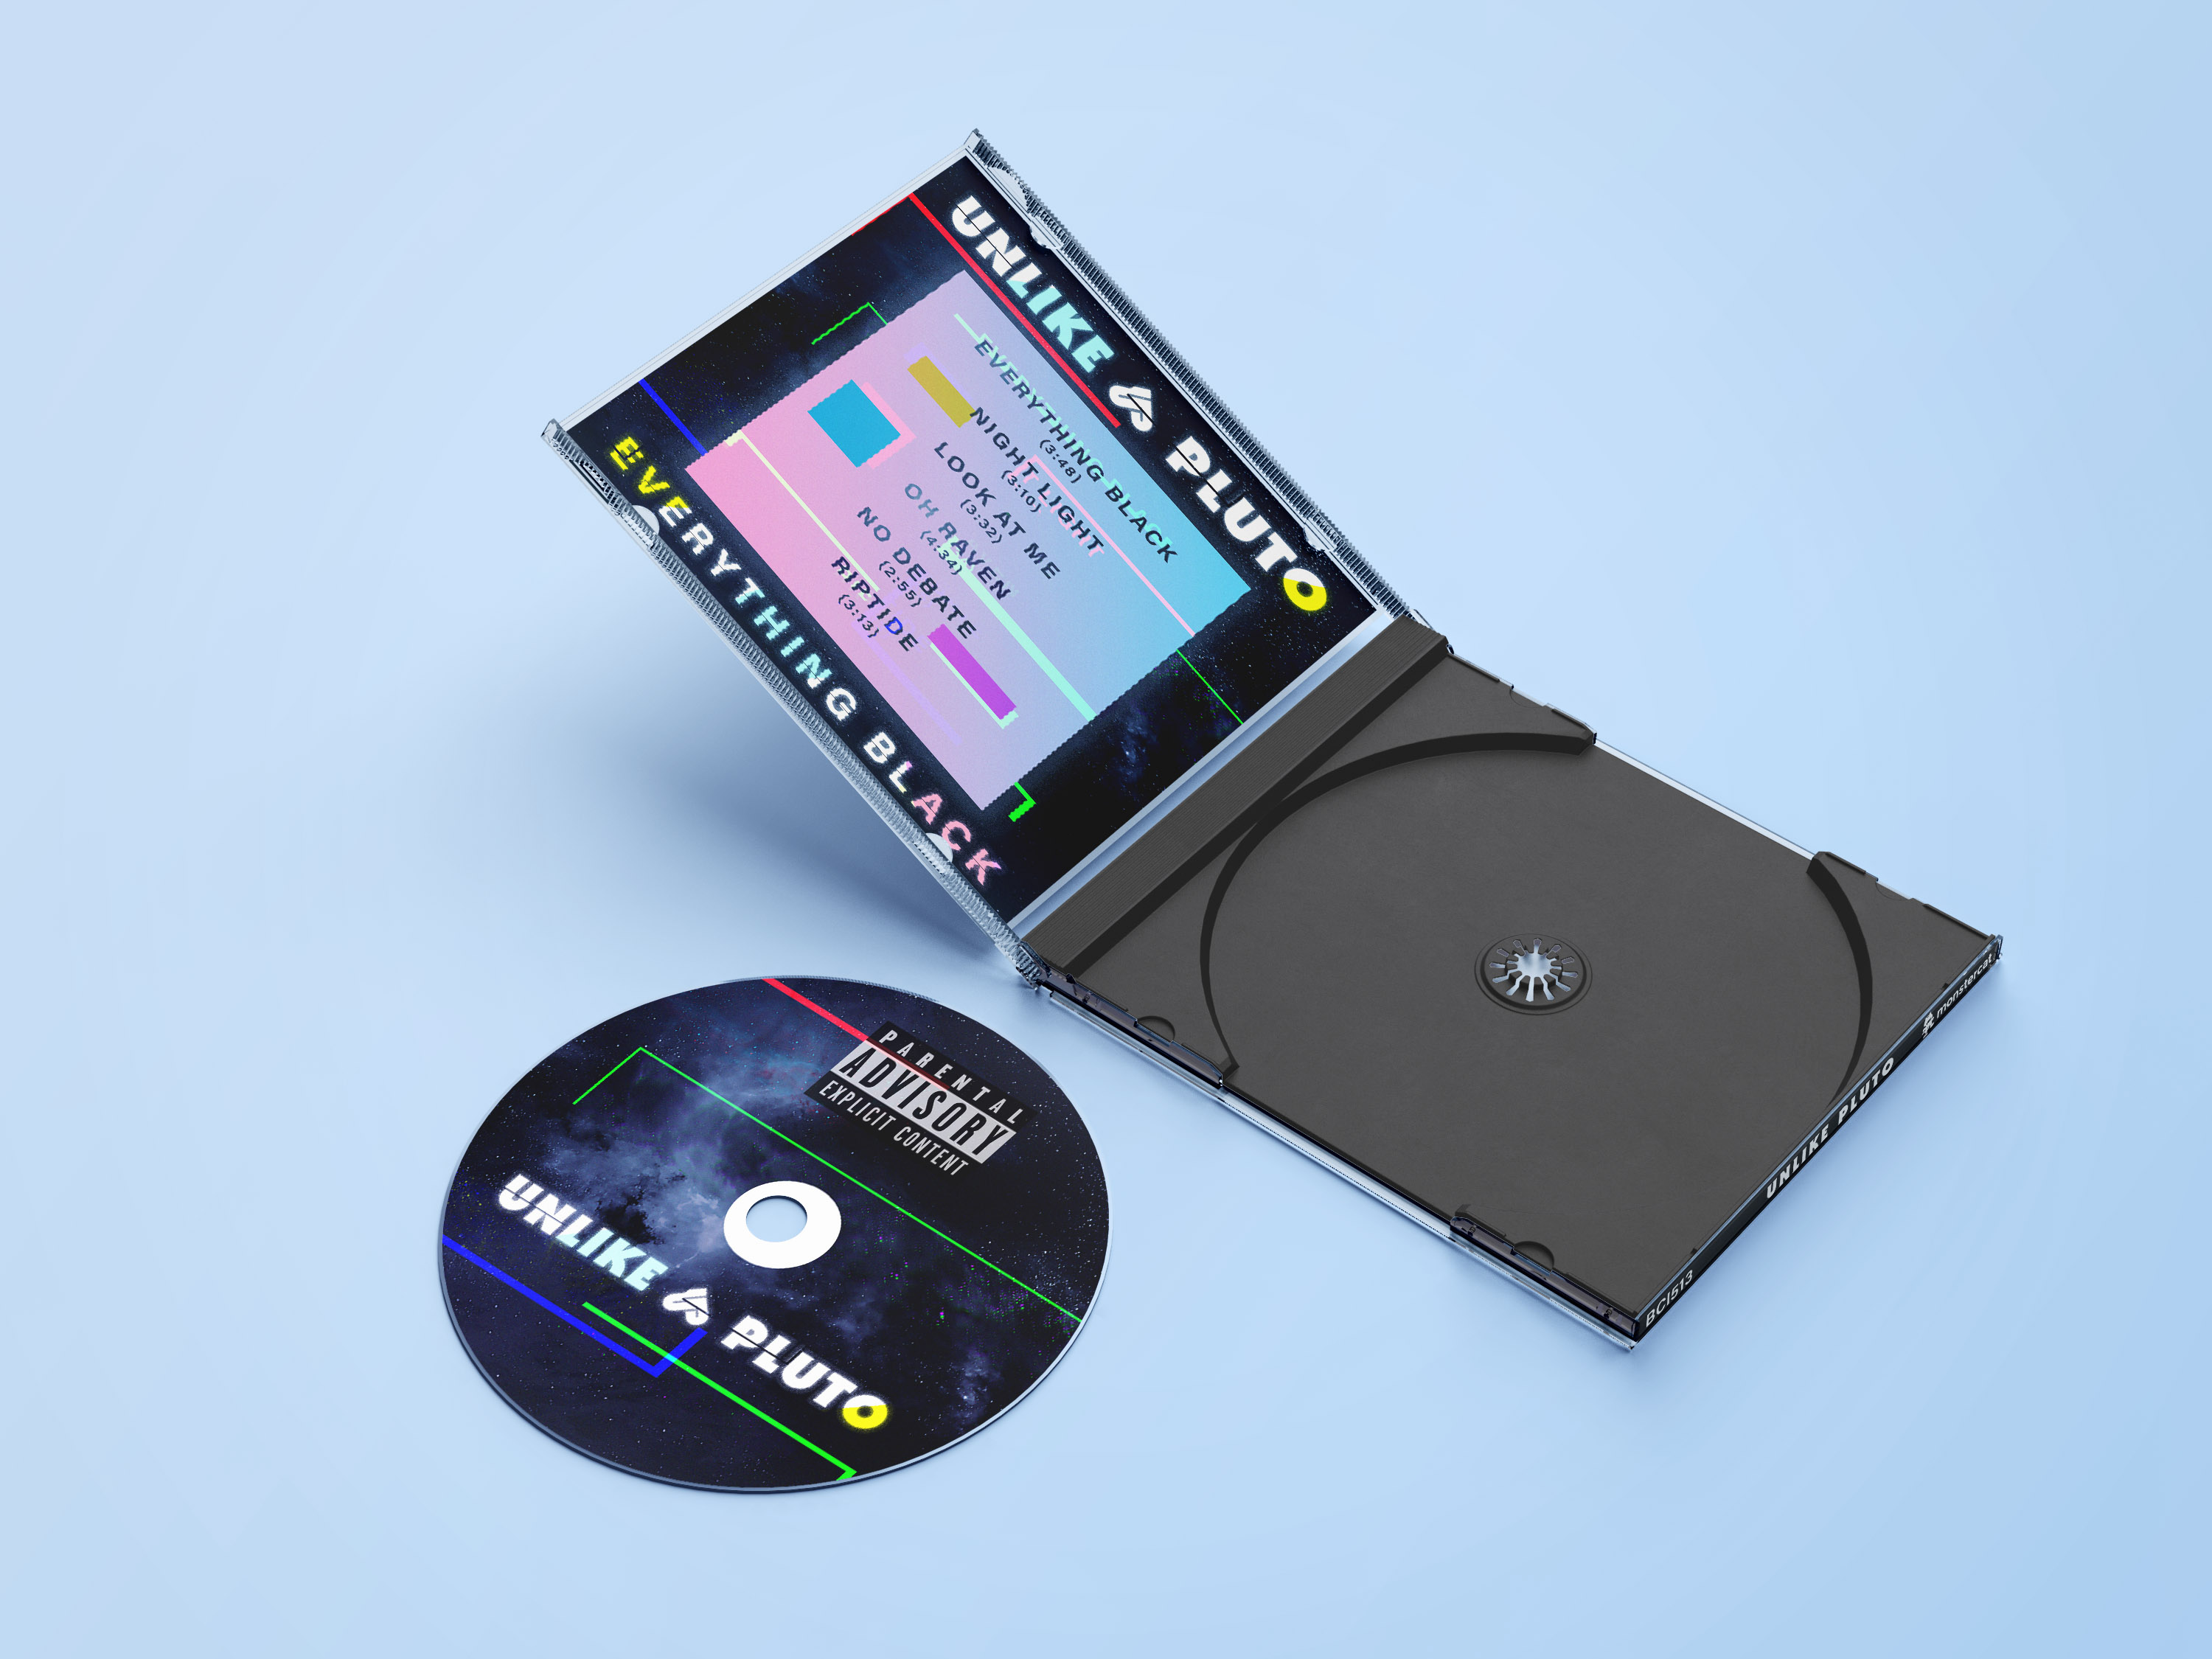 UNLIKE & PLUTO
EVERYTHING BLACK
(3:48)
NIGHT LIGHT
(3:10)
LOOK AT ME
(3:32)
OH RAVEN
(4:34)
NO DEBATE
(2:55)
RIPTIDE
(3:13)
EVERYTHING BLACK
PARENTAL
ADVISORY
EXPLICIT CONTENT
UNLIKE & PLUTO
BCI513
UNLIKE PLUTO
monstercat